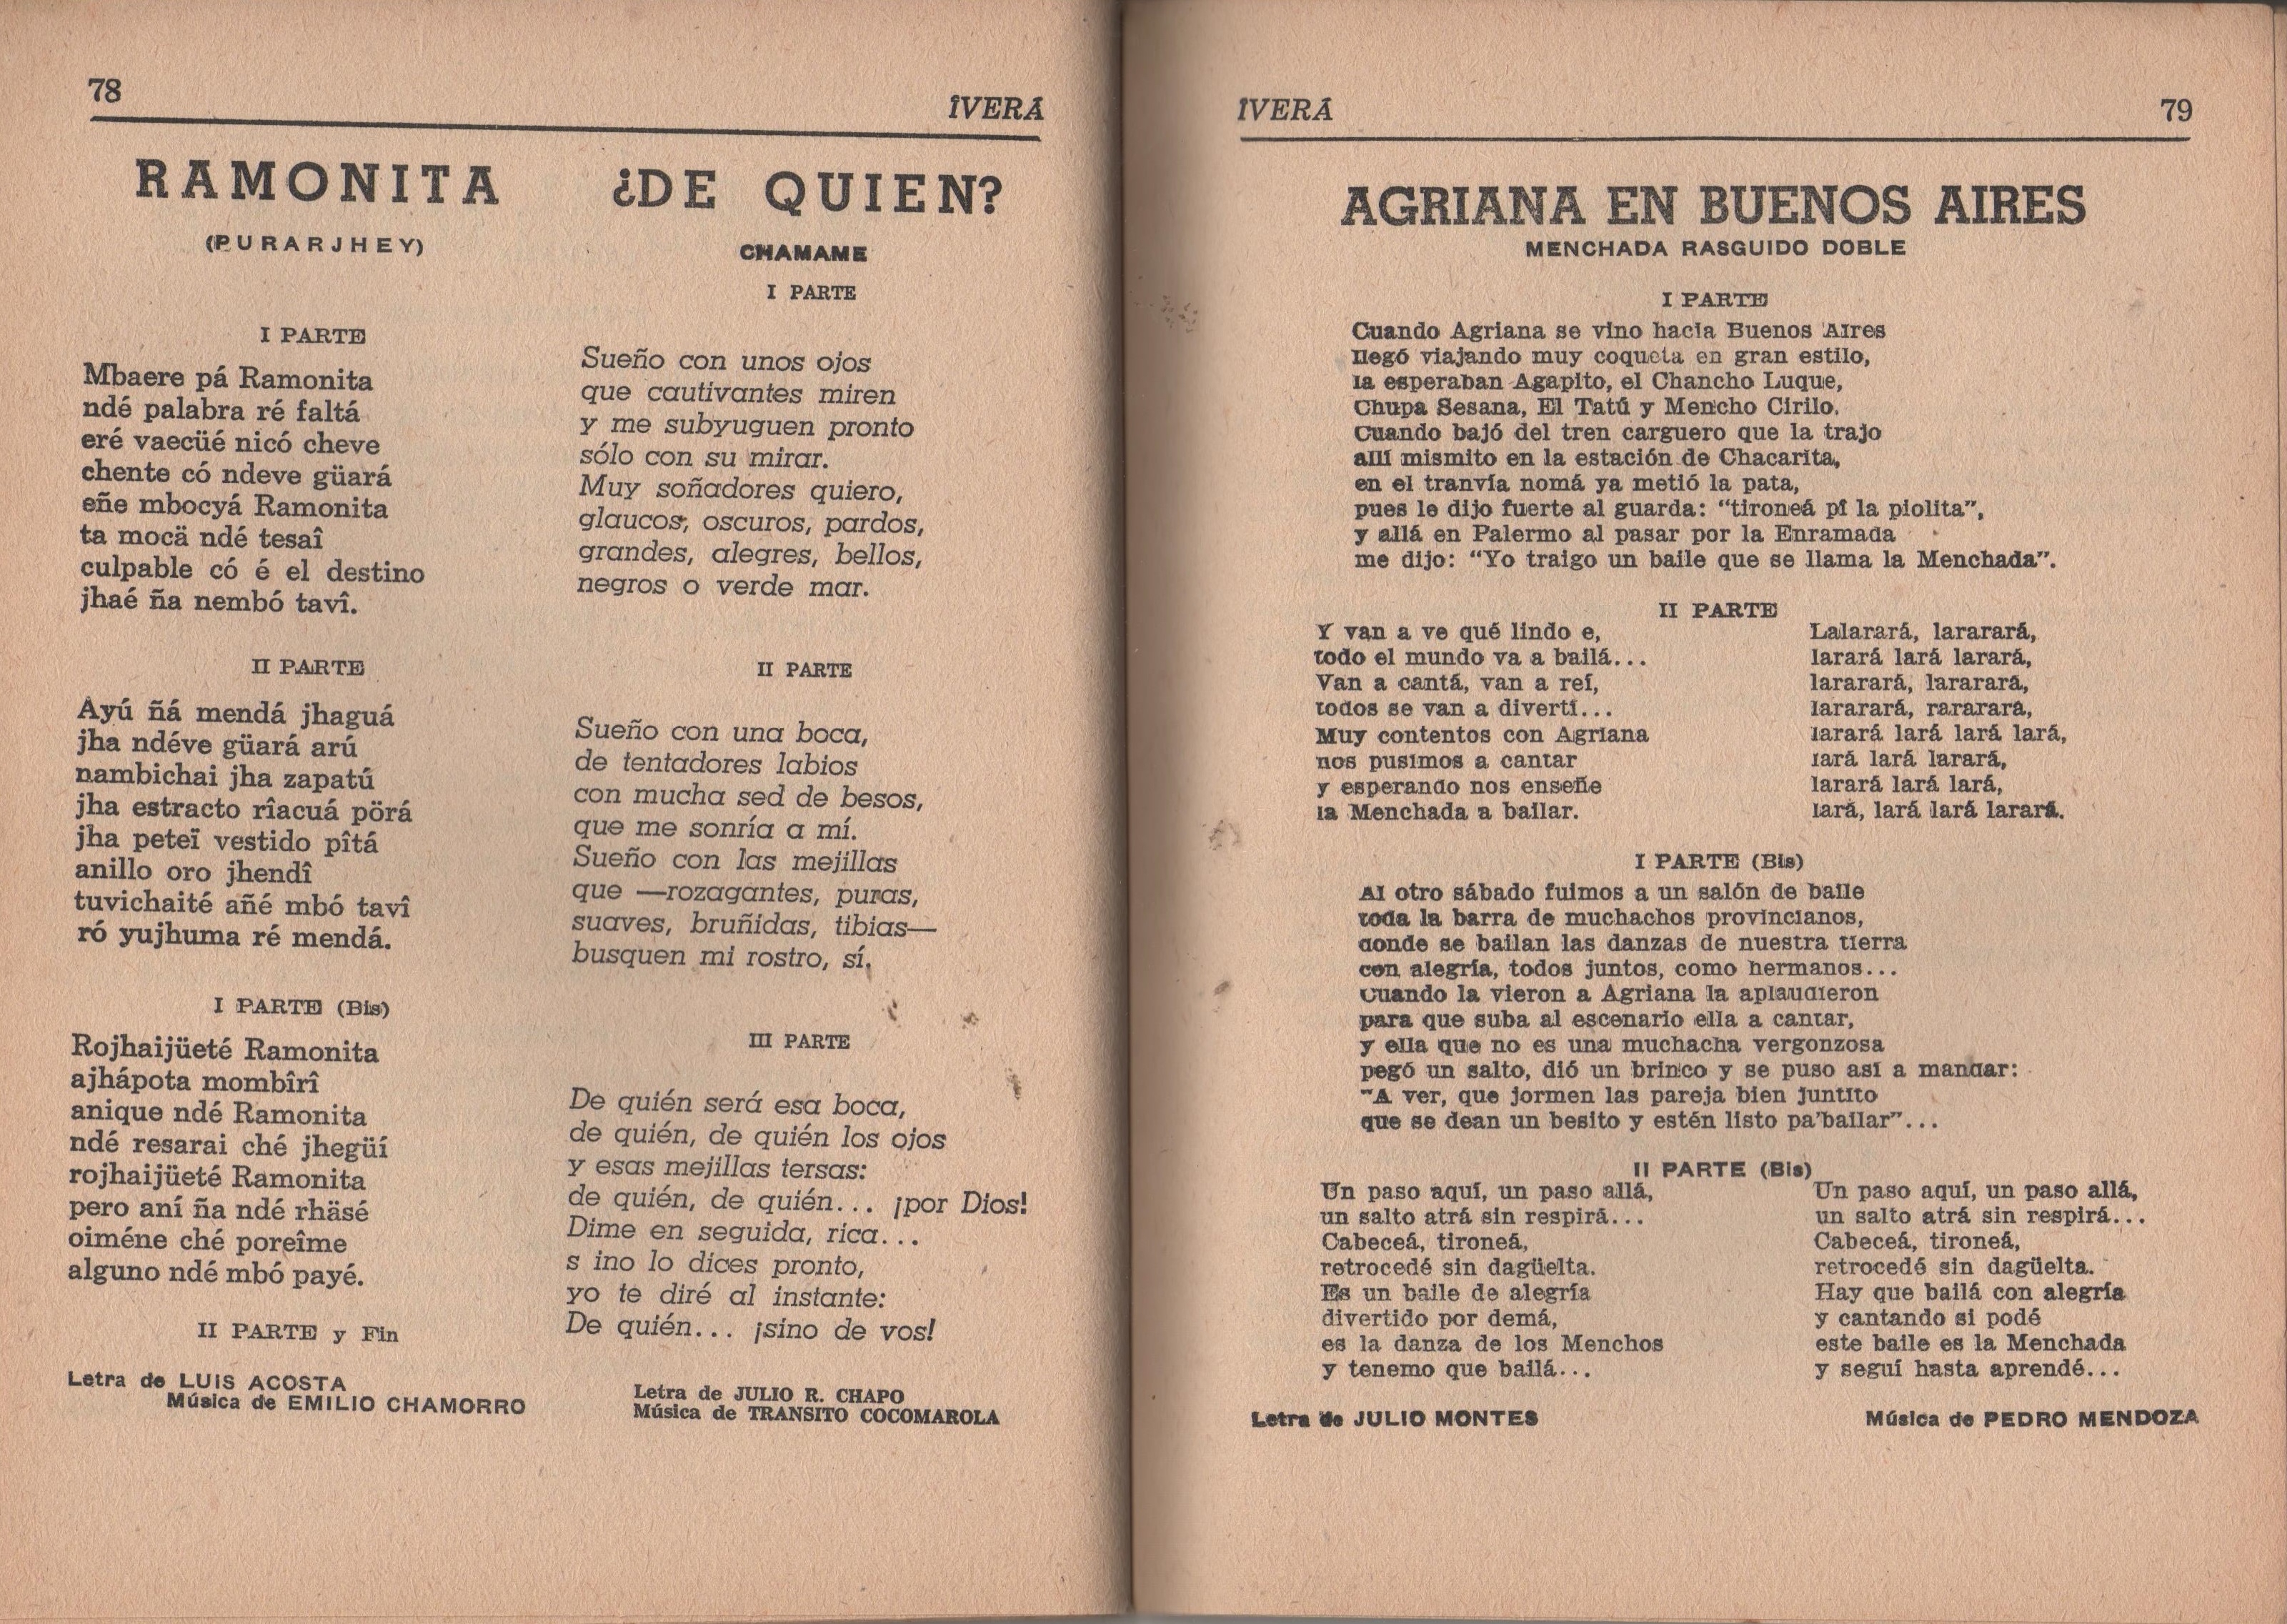 78
ÎVERÁ
RAMONITA
(PURARJHEY)
I PARTE
Mbaere pá Ramonita
ndé palabra ré faltá
eré vaecüé nicó cheve
chente có ndeve güará
eñe mbocyá Ramonita
ta mocä ndé tesaî
culpable có é el destino
jhaé ña nembó tavî.
II PARTE
Ayú ñá mendá jhaguá
jha ndéve güará arú
nambichai jha zapatú
jha estracto rîacuá pörá
jha peteï vestido pîtá
anillo oro jhendî
tuvichaité añé mbó tavî
ró yujhuma ré mendá.
I PARTE (Bis)
Rojhaijüeté Ramonita
ajhápota mombîrî
anique ndé Ramonita
ndé resarai ché jhegüí
rojhaijüeté Ramonita
pero aní ña ndé rhäsé
oiméne ché poreîme
alguno ndé mbó payé.
II PARTE y Fin
Letra de LUIS ACOSTA
Música de EMILIO CHAMORRO
¿DE QUIEN?
CHAMAME
I PARTE
Sueño con unos ojos
que cautivantes miren
y me subyuguen pronto
sólo con su mirar.
Muy soñadores quiero,
glaucos, oscuros, pardos,
grandes, alegres, bellos,
negros o verde mar.
II PARTE
Sueño con una boca,
de tentadores labios
con mucha sed de besos,
que me sonría a mí.
Sueño con las mejillas
que —rozagantes, puras,
suaves, bruñidas, tibias—
busquen mi rostro, sí.
III PARTE
De quién será esa boca,
de quién, de quién los ojos
y esas mejillas tersas:
de quién, de quién... ¡por Dios!
Dime en seguida, rica...
s ino lo dices pronto,
yo te diré al instante:
De quién... ¡sino de vos!
Letra de JULIO R. CHAPO
Música de TRANSITO COCOMAROLA
ÎVERÁ
79
AGRIANA EN BUENOS AIRES
MENCHADA RASGUIDO DOBLE
I PARTE
Cuando Agriana se vino hacia Buenos Aires
llegó viajando muy coqueta en gran estilo,
la esperaban Agapito, el Chancho Luque,
Chupa Sesana, El Tatú y Mencho Cirilo.
Cuando bajó del tren carguero que la trajo
allí mismito en la estación de Chacarita,
en el tranvía nomá ya metió la pata,
pues le dijo fuerte al guarda: “tironeá pí la piolita”,
y allá en Palermo al pasar por la Enramada
me dijo: “Yo traigo un baile que se llama la Menchada”.
II PARTE
Y van a ve qué lindo e,
todo el mundo va a bailá...
Van a cantá, van a reí,
todos se van a divertí...
Muy contentos con Agriana
nos pusimos a cantar
y esperando nos enseñe
la Menchada a bailar.
Lalarará, lararará,
larará lará larará,
lararará, lararará,
lararará, rararará,
larará lará lará lará,
lará lará larará,
larará lará lará,
lará, lará lará larará.
I PARTE (Bis)
Al otro sábado fuimos a un salón de baile
toda la barra de muchachos provincianos,
donde se bailan las danzas de nuestra tierra
con alegría, todos juntos, como hermanos...
Cuando la vieron a Agriana la aplaudieron
para que suba al escenario ella a cantar,
y ella que no es una muchacha vergonzosa
pegó un salto, dió un brinco y se puso así a mandar:
“A ver, que jormen las pareja bien juntito
que se dean un besito y estén listo pa’bailar”...
II PARTE (Bis)
Un paso aquí, un paso allá,
un salto atrá sin respirá...
Cabeceá, tironeá,
retrocedé sin dagüelta.
Es un baile de alegría
divertido por demá,
es la danza de los Menchos
y tenemo que bailá...
Un paso aquí, un paso allá,
un salto atrá sin respirá...
Cabeceá, tironeá,
retrocedé sin dagüelta.
Hay que bailá con alegría
y cantando si podé
este baile es la Menchada
y seguí hasta aprendé...
Letra de JULIO MONTES
Música de PEDRO MENDOZA